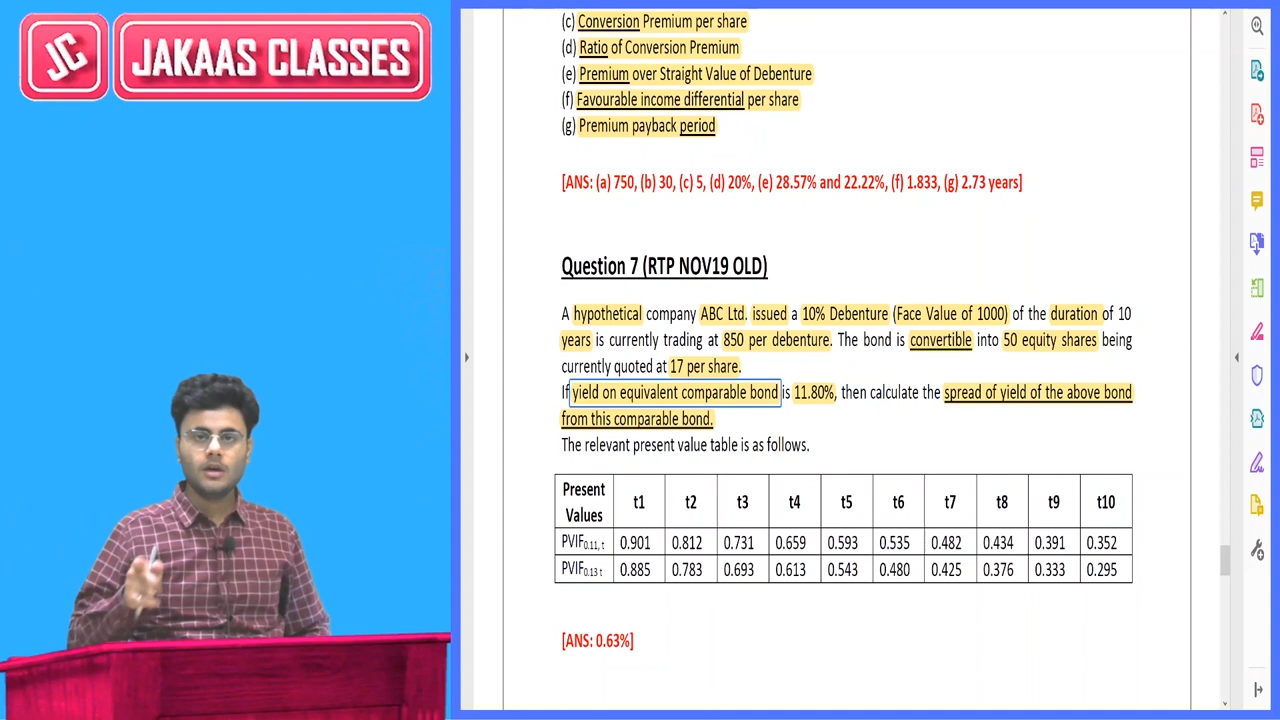 JC
JAKAAS CLASSES
(c) Conversion Premium per share
(d) Ratio of Conversion Premium
(e) Premium over Straight Value of Debenture
(f) Favourable income differential per share
(g) Premium payback period
[ANS: (a) 750, (b) 30, (c) 5, (d) 20%, (e) 28.57% and 22.22%, (f) 1.833, (g) 2.73 years]
Question 7 (RTP NOV19 OLD)
A hypothetical company ABC Ltd. issued a 10% Debenture (Face Value of 1000) of the duration of 10
years is currently trading at 850 per debenture. The bond is convertible into 50 equity shares being
currently quoted at 17 per share.
If yield on equivalent comparable bond is 11.80%, then calculate the spread of yield of the above bond
from this comparable bond.
The relevant present value table is as follows.
Present Values t1 t2 t3 t4 t5 t6 t7 t8 t9 t10
PVIF0.11, t 0.901 0.812 0.731 0.659 0.593 0.535 0.482 0.434 0.391 0.352
PVIF0.13 t 0.885 0.783 0.693 0.613 0.543 0.480 0.425 0.376 0.333 0.295
[ANS: 0.63%]